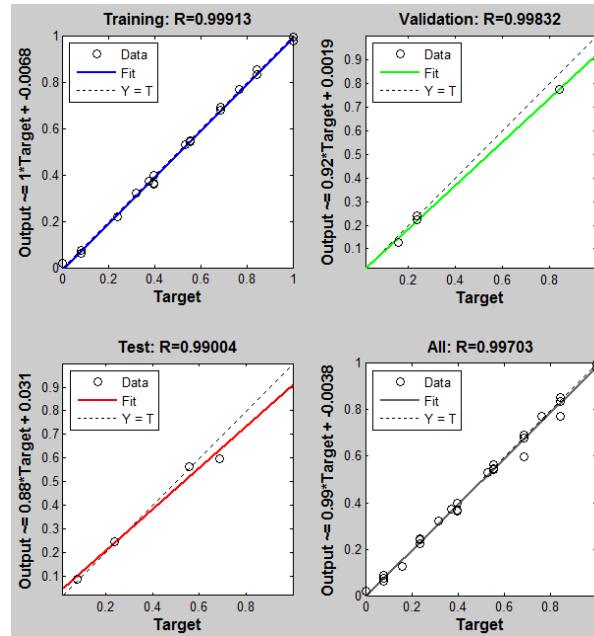 Training: R=0.99913
Output ~= 1*Target + -0.0068
1
0.8
0.6
0.4
0.2
0
Data
Fit
Y = T
0 0.2 0.4 0.6 0.8 1
Target
Validation: R=0.99832
Output ~= 0.92*Target + 0.0019
0.9
0.8
0.7
0.6
0.5
0.4
0.3
0.2
0.1
Data
Fit
Y = T
0.2 0.4 0.6 0.8
Target
Test: R=0.99004
Output ~= 0.88*Target + 0.031
0.9
0.8
0.7
0.6
0.5
0.4
0.3
0.2
0.1
Data
Fit
Y = T
0.2 0.4 0.6 0.8
Target
All: R=0.99703
Output ~= 0.99*Target + -0.0038
1
0.8
0.6
0.4
0.2
0
Data
Fit
Y = T
0 0.2 0.4 0.6 0.8 1
Target